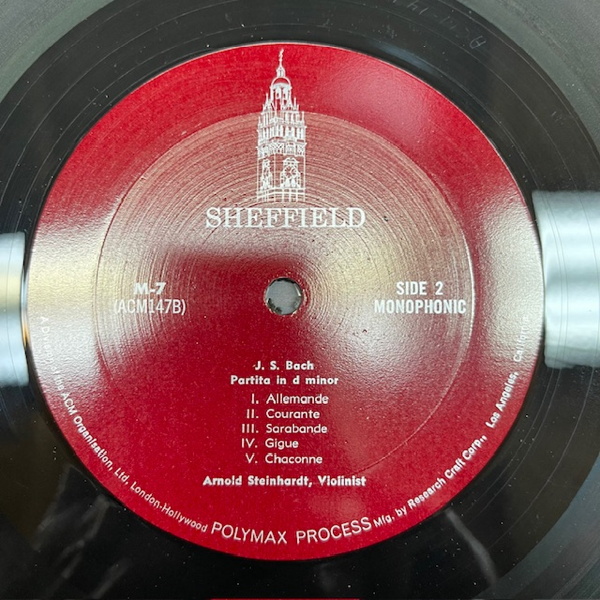 SHEFFIELD
M-7
(ACM147B)
SIDE 2
MONOPHONIC
J. S. Bach
Partita in d minor
I. Allemande
II. Courante
III. Sarabande
IV. Gigue
V. Chaconne
Arnold Steinhardt, Violinist
ACM Organisation, Ltd. London-Hollywood POLYMAX PROCESS Mfg. by Research Craft Corp., Los Angeles, California